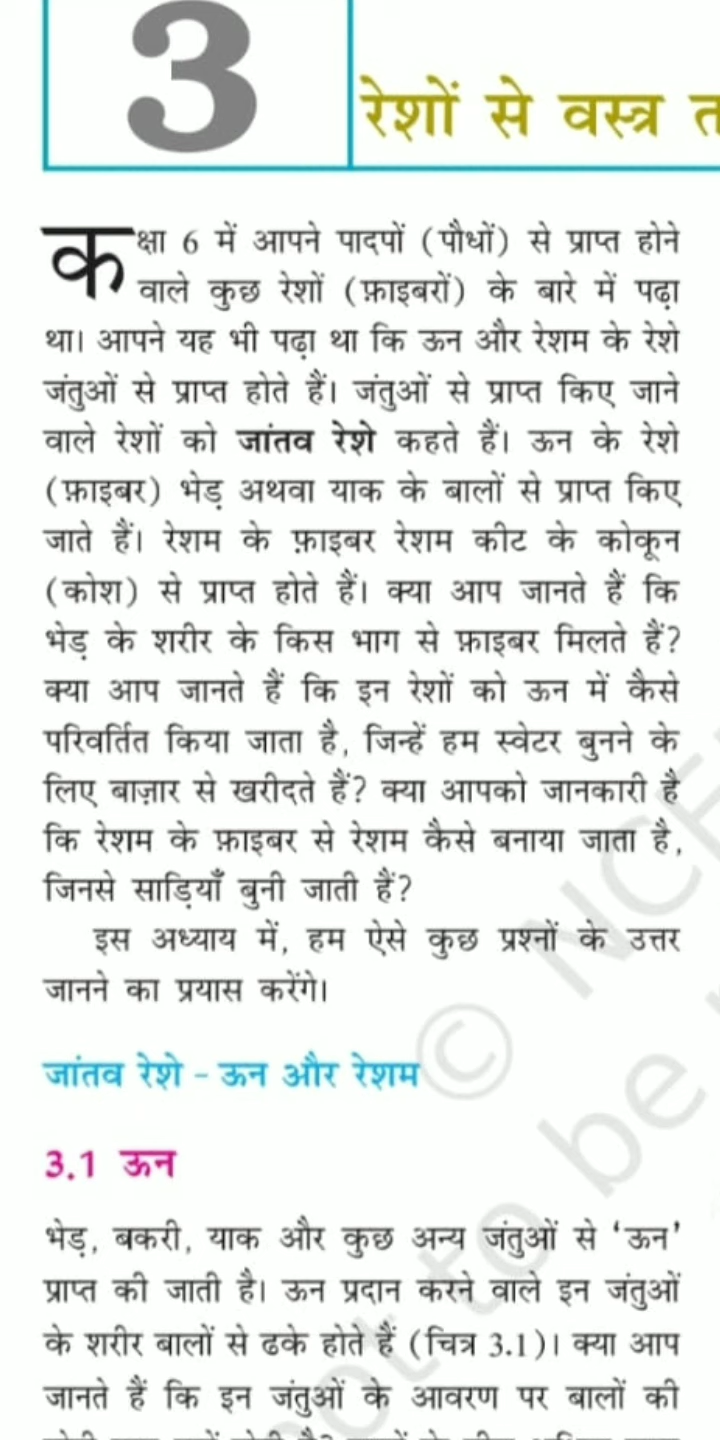 3
रेशों से वस्त्र
कक्षा 6 में आपने पादपों (पौधों) से प्राप्त होने
वाले कुछ रेशों (फ़ाइबरों) के बारे में पढ़ा
था। आपने यह भी पढ़ा था कि ऊन और रेशम के रेशे
जंतुओं से प्राप्त होते हैं। जंतुओं से प्राप्त किए जाने
वाले रेशों को जांतव रेशे कहते हैं। ऊन के रेशे
(फ़ाइबर) भेड़ अथवा याक के बालों से प्राप्त किए
जाते हैं। रेशम के फ़ाइबर रेशम कीट के कोकून
(कोश) से प्राप्त होते हैं। क्या आप जानते हैं कि
भेड़ के शरीर के किस भाग से फ़ाइबर मिलते हैं?
क्या आप जानते हैं कि इन रेशों को ऊन में कैसे
परिवर्तित किया जाता है, जिन्हें हम स्वेटर बुनने के
लिए बाज़ार से खरीदते हैं? क्या आपको जानकारी है
कि रेशम के फ़ाइबर से रेशम कैसे बनाया जाता है,
जिनसे साड़ियाँ बुनी जाती हैं?
इस अध्याय में, हम ऐसे कुछ प्रश्नों के उत्तर
जानने का प्रयास करेंगे।
जांतव रेशे - ऊन और रेशम
3.1 ऊन
भेड़, बकरी, याक और कुछ अन्य जंतुओं से 'ऊन'
प्राप्त की जाती है। ऊन प्रदान करने वाले इन जंतुओं
के शरीर बालों से ढके होते हैं (चित्र 3.1)। क्या आप
जानते हैं कि इन जंतुओं के आवरण पर बालों की
© NCE
not to be